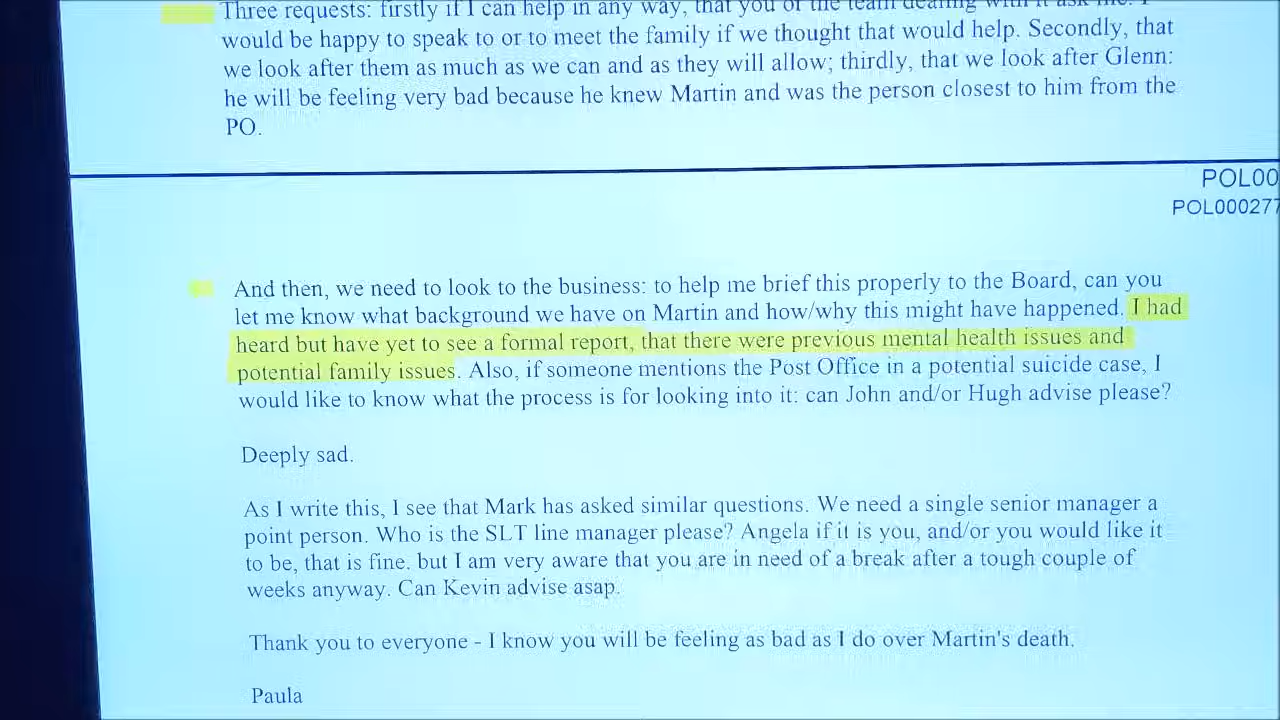 Three requests: firstly if I can help in any way, that you or the team dealing with it ask me. I
would be happy to speak to or to meet the family if we thought that would help. Secondly, that
we look after them as much as we can and as they will allow; thirdly, that we look after Glenn:
he will be feeling very bad because he knew Martin and was the person closest to him from the
PO.
POL00
POL000277
And then, we need to look to the business: to help me brief this properly to the Board, can you
let me know what background we have on Martin and how/why this might have happened. I had
heard but have yet to see a formal report, that there were previous mental health issues and
potential family issues. Also, if someone mentions the Post Office in a potential suicide case, I
would like to know what the process is for looking into it: can John and/or Hugh advise please?
Deeply sad.
As I write this, I see that Mark has asked similar questions. We need a single senior manager a
point person. Who is the SLT line manager please? Angela if it is you, and/or you would like it
to be, that is fine. but I am very aware that you are in need of a break after a tough couple of
weeks anyway. Can Kevin advise asap.
Thank you to everyone - I know you will be feeling as bad as I do over Martin's death.
Paula